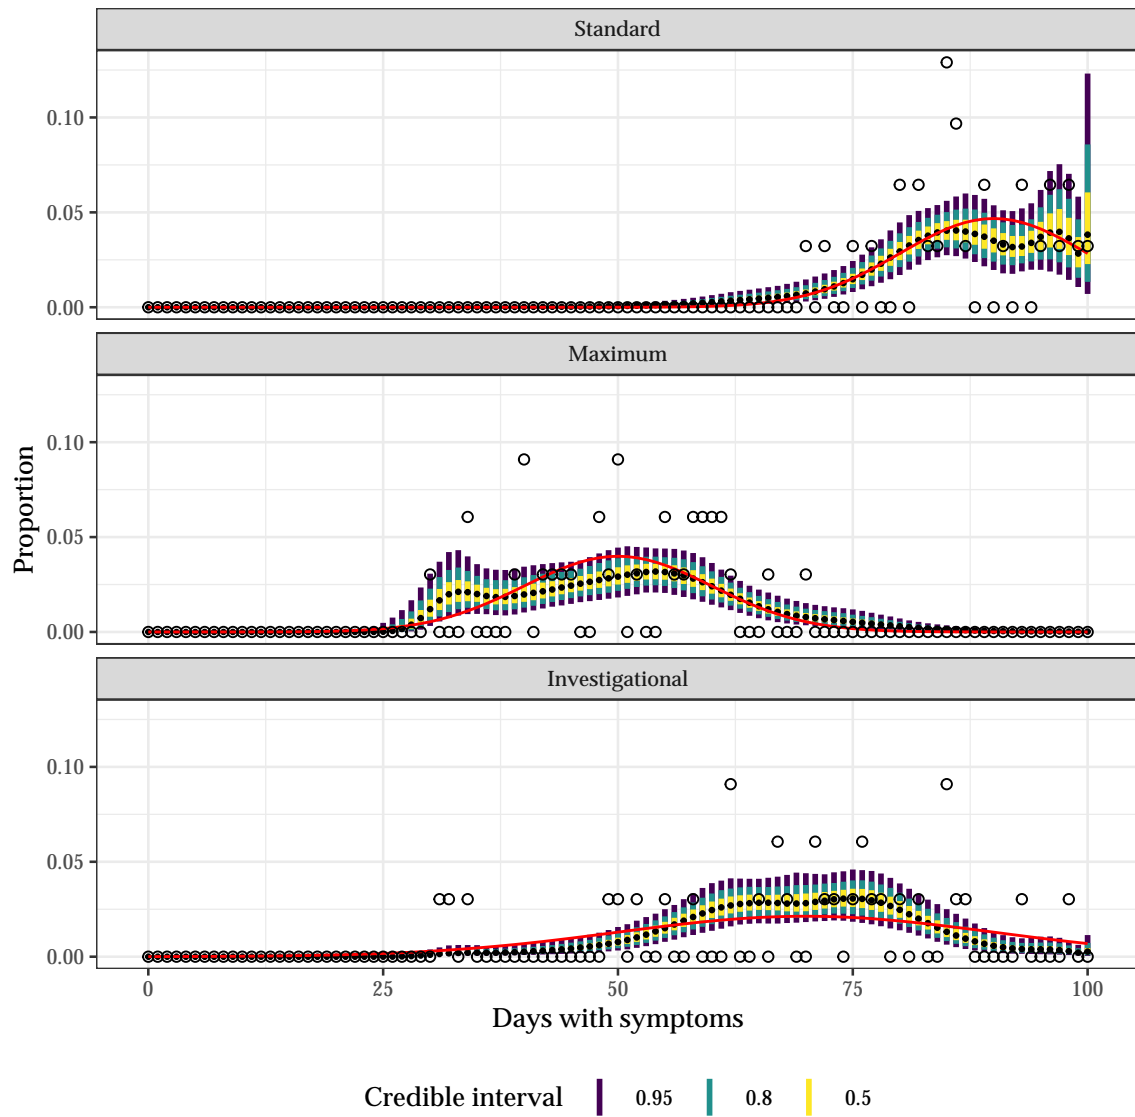 Standard
0.10
0.05
0.00
Maximum
0.10
0.05
0.00
Proportion
Investigational
0.10
0.05
0.00
0 25 50 75 100
Days with symptoms
Credible interval 0.95 0.8 0.5